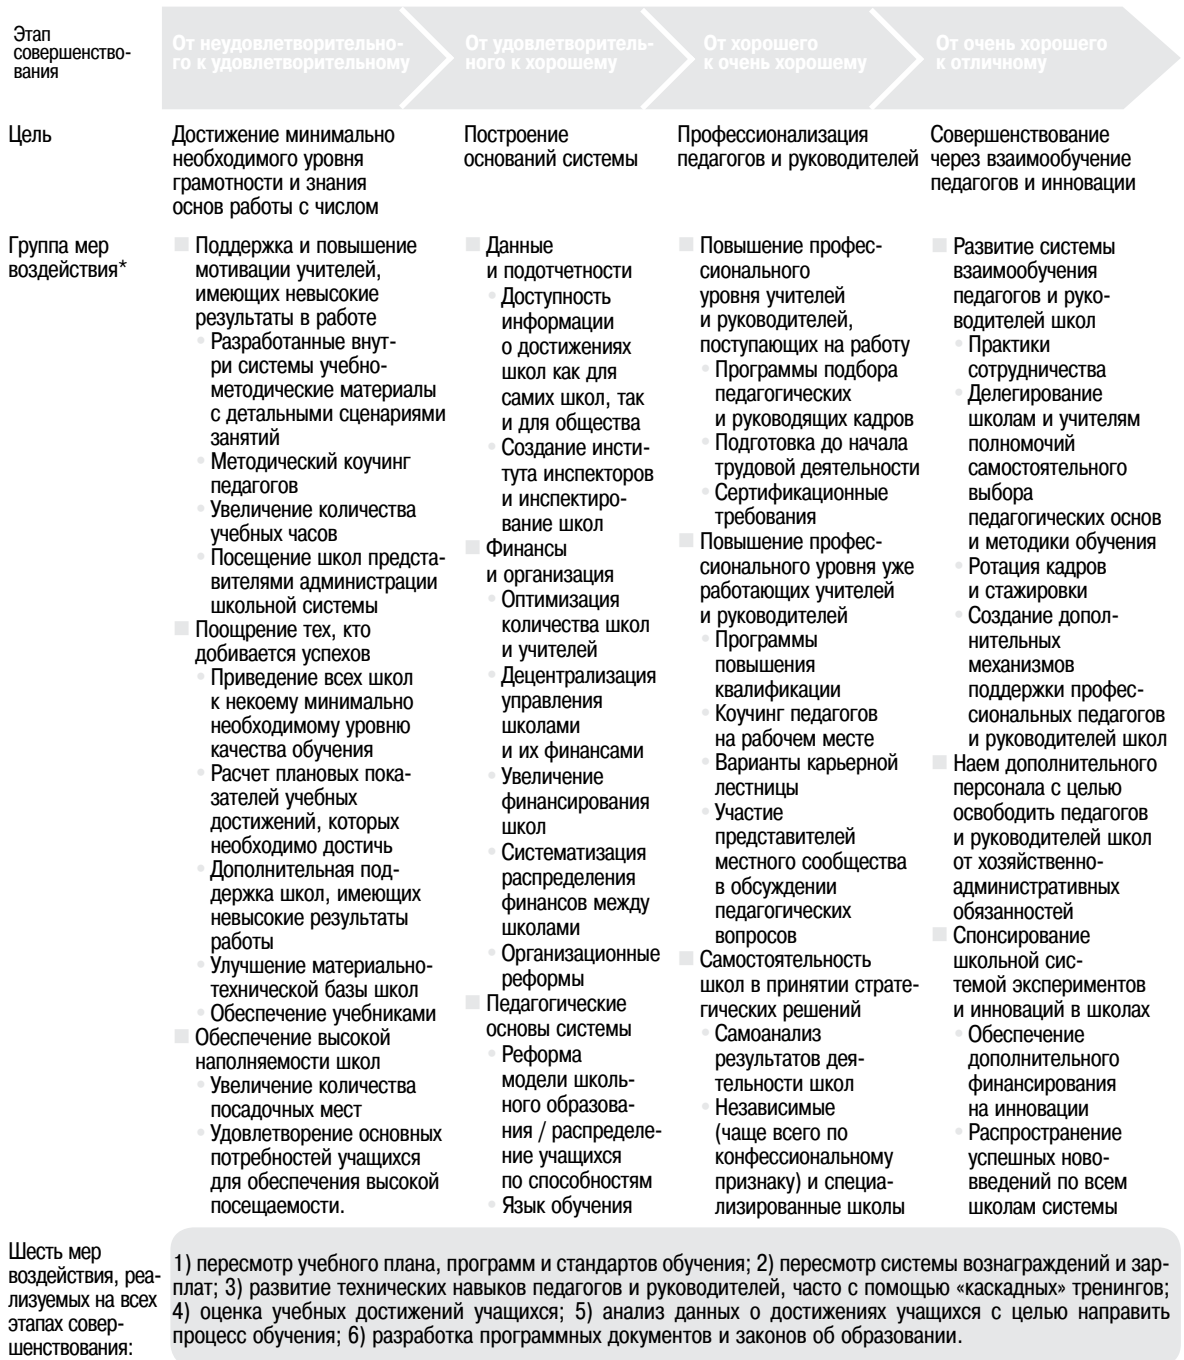 Этап
совершенство-
вания
От неудовлетворительно-
го к удовлетворительному
От удовлетворитель-
ного к хорошему
От хорошего
к очень хорошему
От очень хорошего
к отличному
Цель
Достижение минимально
необходимого уровня
грамотности и знания
основ работы с числом
Построение
оснований системы
Профессионализация
педагогов и руководителей
Совершенствование
через взаимообучение
педагогов и инновации
Группа мер
воздействия*
Поддержка и повышение
мотивации учителей,
имеющих невысокие
результаты в работе
Разработанные внут-
ри системы учебно-
методические материалы
с детальными сценариями
занятий
Методический коучинг
педагогов
Увеличение количества
учебных часов
Посещение школ предста-
вителями администрации
школьной системы
Поощрение тех, кто
добивается успехов
Приведение всех школ
к некоему минимально
необходимому уровню
качества обучения
Расчет плановых пока-
зателей учебных
достижений, которых
необходимо достичь
Дополнительная под-
держка школ, имеющих
невысокие результаты
работы
Улучшение материально-
технической базы школ
Обеспечение учебниками
Обеспечение высокой
наполняемости школ
Увеличение количества
посадочных мест
Удовлетворение основных
потребностей учащихся
для обеспечения высокой
посещаемости.
Данные
и подотчетности
Доступность
информации
о достижениях
школ как для
самих школ, так
и для общества
Создание инсти-
тута инспекторов
и инспектиро-
вание школ
Финансы
и организация
Оптимизация
количества школ
и учителей
Децентрализация
управления
школами
и их финансами
Увеличение
финансирования
школ
Систематизация
распределения
финансов между
школами
Организационные
реформы
Педагогические
основы системы
Реформа
модели школь-
ного образова-
ния / распределе-
ние учащихся
по способностям
Язык обучения
Повышение профес-
сионального
уровня учителей
и руководителей,
поступающих на работу
Программы подбора
педагогических
и руководящих кадров
Подготовка до начала
трудовой деятельности
Сертификационные
требования
Повышение профес-
сионального уровня уже
работающих учителей
и руководителей
Программы
повышения
квалификации
Коучинг педагогов
на рабочем месте
Варианты карьерной
лестницы
Участие
представителей
местного сообщества
в обсуждении
педагогических
вопросов
Самостоятельность
школ в принятии страте-
гических решений
Самоанализ
результатов дея-
тельности школ
Независимые
(чаще всего по
конфессиональному
признаку) и специа-
лизированные школы
Развитие системы
взаимообучения
педагогов и руко-
водителей школ
Практики
сотрудничества
Делегирование
школам и учителям
полномочий
самостоятельного
выбора
педагогических основ
и методики обучения
Ротация кадров
и стажировки
Создание допол-
нительных
механизмов
поддержки профес-
сиональных педагогов
и руководителей школ
Наем дополнительного
персонала с целью
освободить педагогов
и руководителей школ
от хозяйственно-
административных
обязанностей
Спонсирование
школьной сис-
темой экспериментов
и инноваций в школах
Обеспечение
дополнительного
финансирования
на инновации
Распространение
успешных ново-
введений по всем
школам системы
Шесть мер
воздействия, реа-
лизуемых на всех
этапах совер-
шенствования:
1) пересмотр учебного плана, программ и стандартов обучения; 2) пересмотр системы вознаграждений и зар-
плат; 3) развитие технических навыков педагогов и руководителей, часто с помощью «каскадных» тренингов;
4) оценка учебных достижений учащихся; 5) анализ данных о достижениях учащихся с целью направить
процесс обучения; 6) разработка программных документов и законов об образовании.